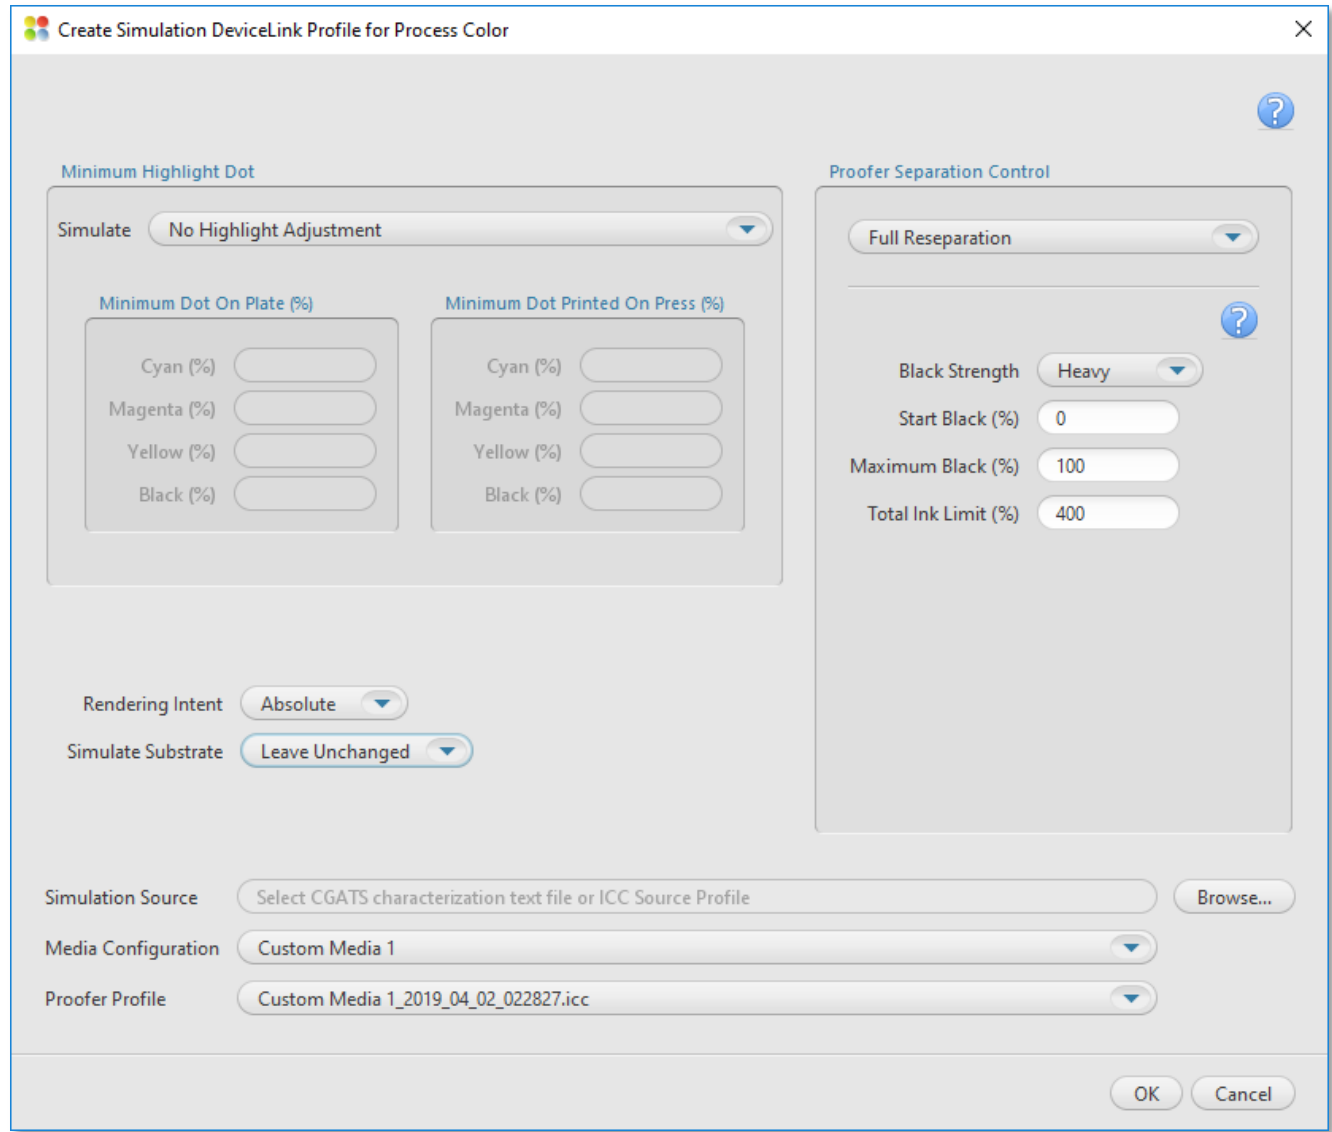 Create Simulation DeviceLink Profile for Process Color
Minimum Highlight Dot
Simulate No Highlight Adjustment
Minimum Dot On Plate (%)
Cyan (%)
Magenta (%)
Yellow (%)
Black (%)
Minimum Dot Printed On Press (%)
Cyan (%)
Magenta (%)
Yellow (%)
Black (%)
Proofer Separation Control
Full Reseparation
?
?
Black Strength Heavy
Start Black (%) 0
Maximum Black (%) 100
Total Ink Limit (%) 400
Rendering Intent Absolute
Simulate Substrate Leave Unchanged
Simulation Source Select CGATS characterization text file or ICC Source Profile Browse...
Media Configuration Custom Media 1
Proofer Profile Custom Media 1_2019_04_02_022827.icc
OK Cancel